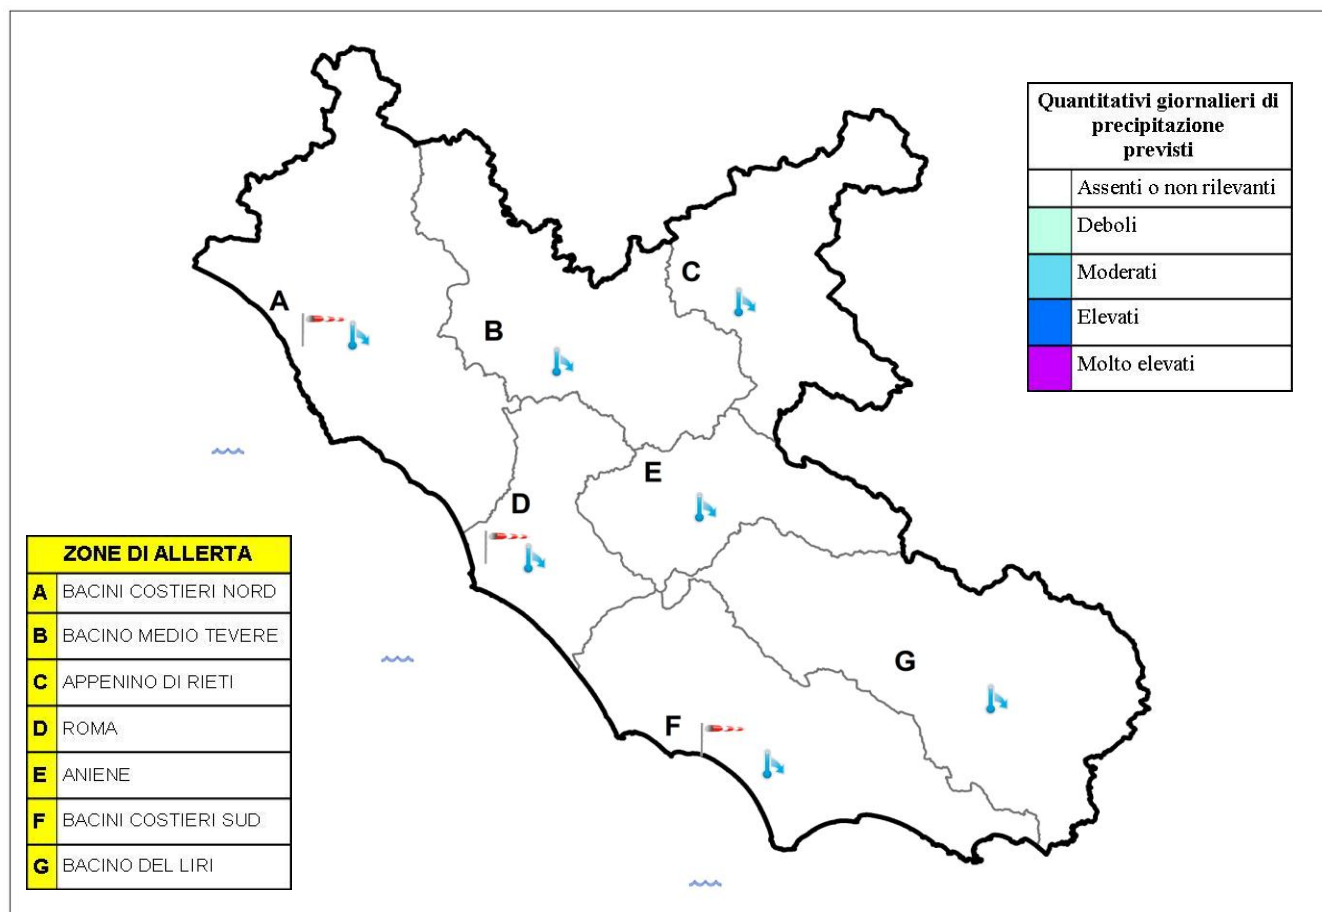 Quantitativi giornalieri di
precipitazione
previsti
Assenti o non rilevanti
Deboli
Moderati
Elevati
Molto elevati
A
B
C
D
E
F
G
ZONE DI ALLERTA
A BACINI COSTIERI NORD
B BACINO MEDIO TEVERE
C APPENINO DI RIETI
D ROMA
E ANIENE
F BACINI COSTIERI SUD
G BACINO DEL LIRI